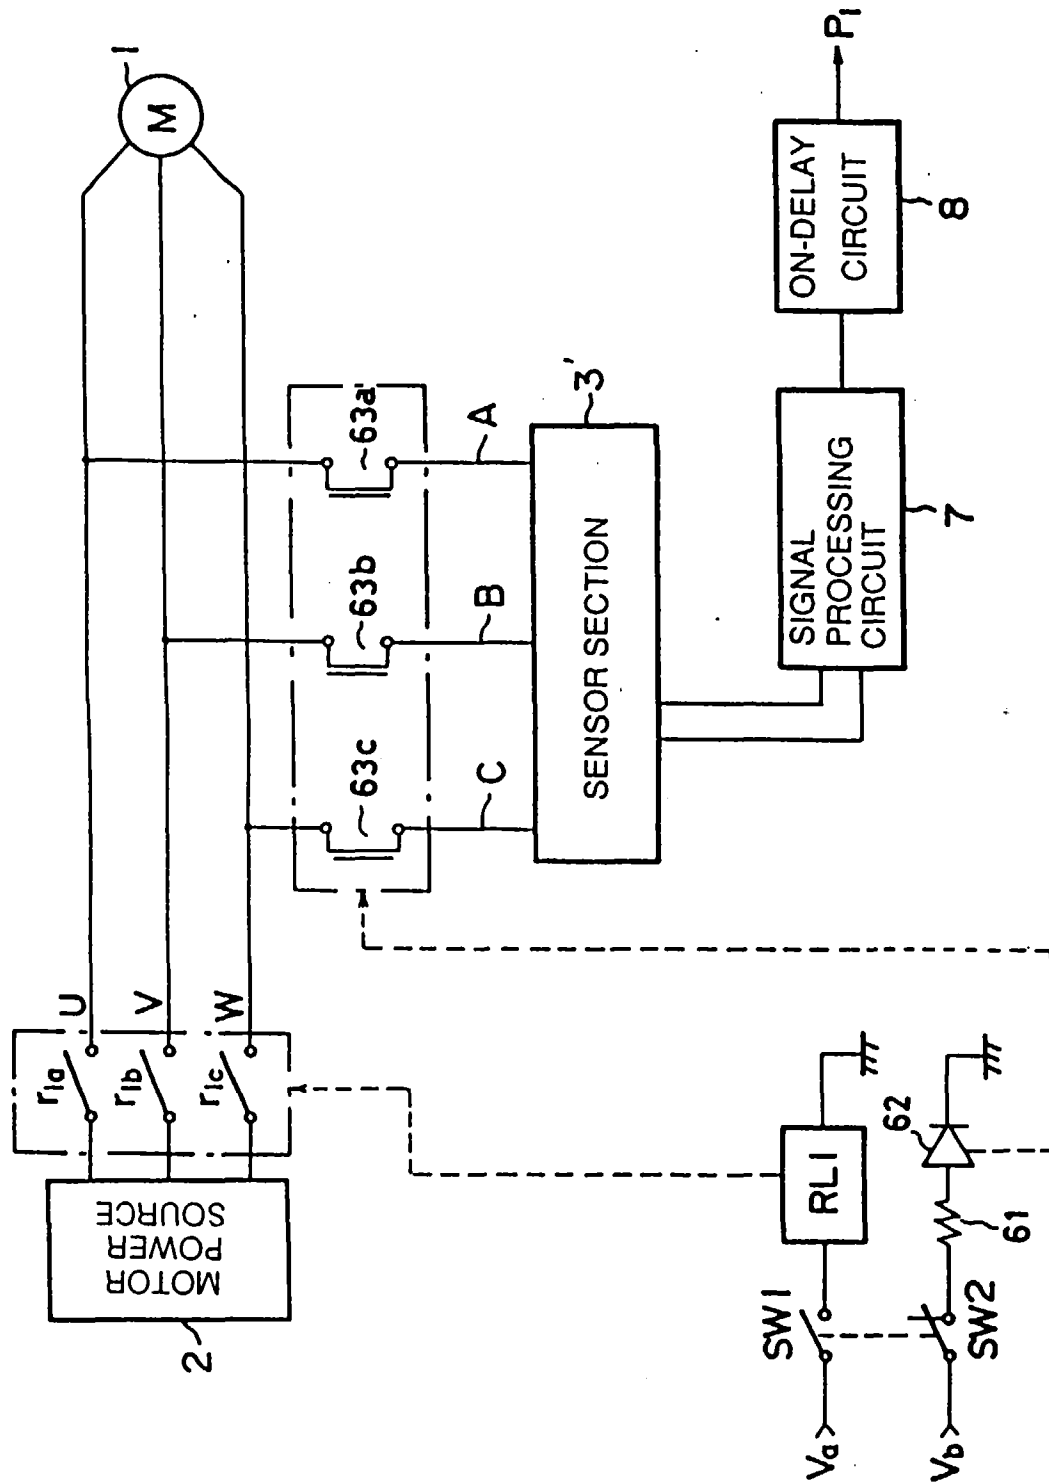 MOTOR
POWER
SOURCE
2
r1a
r1b
r1c
U
V
W
M
1
63a
63b
63c
A
B
C
SENSOR SECTION
3'
SIGNAL
PROCESSING
CIRCUIT
7
ON-DELAY
CIRCUIT
8
P1
Va
SW1
RL1
Vb
SW2
61
62